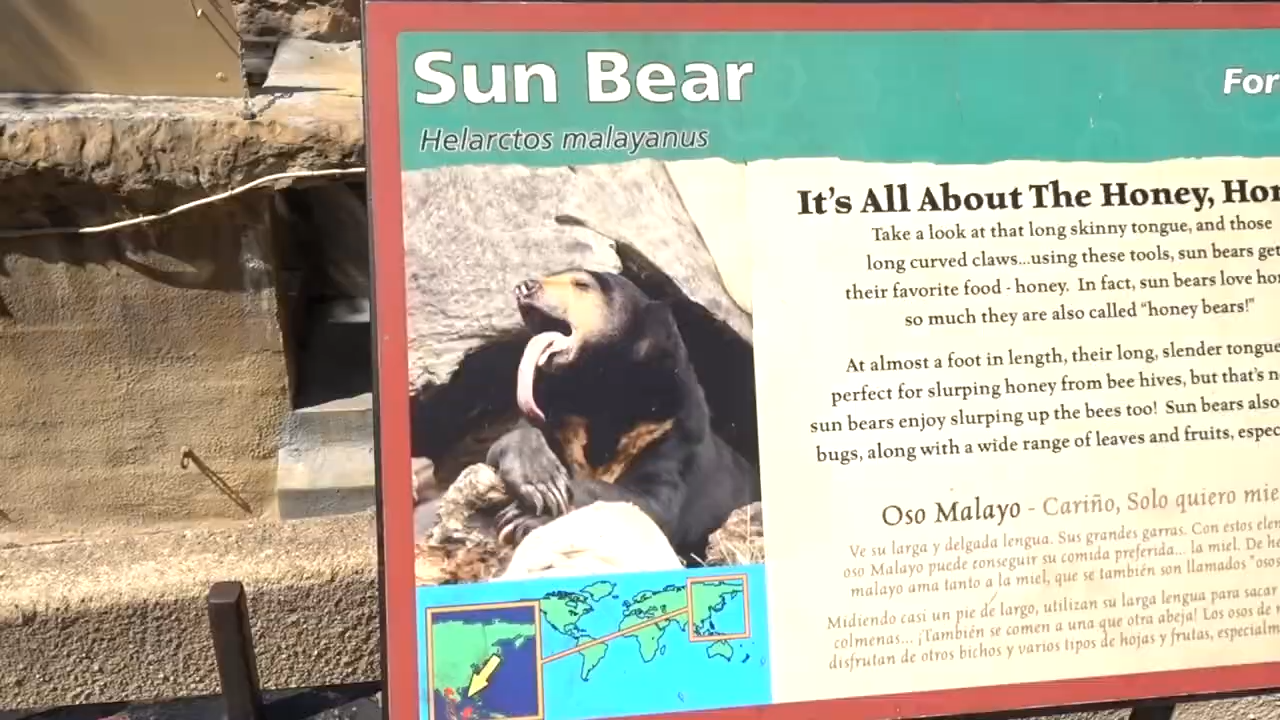 Sun Bear
For
Helarctos malayanus
It's All About The Honey, Hon
Take a look at that long skinny tongue, and those
long curved claws...using these tools, sun bears get
their favorite food - honey. In fact, sun bears love ho
so much they are also called "honey bears!"
At almost a foot in length, their long, slender tongue
perfect for slurping honey from bee hives, but that's n
sun bears enjoy slurping up the bees too! Sun bears also
bugs, along with a wide range of leaves and fruits, espec
Oso Malayo - Cariño, Solo quiero mie
Ve su larga y delgada lengua. Sus grandes garras. Con estos elem
oso Malayo puede conseguir su comida preferida... la miel. De he
malayo ama tanto a la miel, que se también son llamados "osos
Midiendo casi un pie de largo, utilizan su larga lengua para sacar
colmenas... ¡También se comen a una que otra abeja! Los osos de
disfrutan de otros bichos y varios tipos de hojas y frutas, especialm